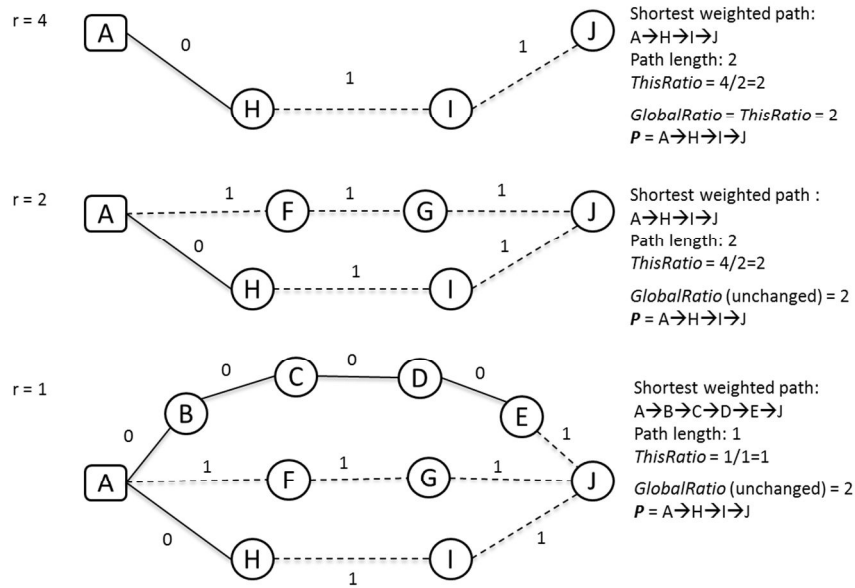 r = 4
A
0
H
1
I
1
J
Shortest weighted path:
A→H→I→J
Path length: 2
ThisRatio = 4/2=2
GlobalRatio = ThisRatio = 2
P = A→H→I→J
r = 2
A
1
F
1
G
1
J
0
H
1
I
1
Shortest weighted path :
A→H→I→J
Path length: 2
ThisRatio = 4/2=2
GlobalRatio (unchanged) = 2
P = A→H→I→J
r = 1
A
0
B
0
C
0
D
0
E
1
1
F
1
G
1
J
0
H
1
I
1
Shortest weighted path:
A→B→C→D→E→J
Path length: 1
ThisRatio = 1/1=1
GlobalRatio (unchanged) = 2
P = A→H→I→J